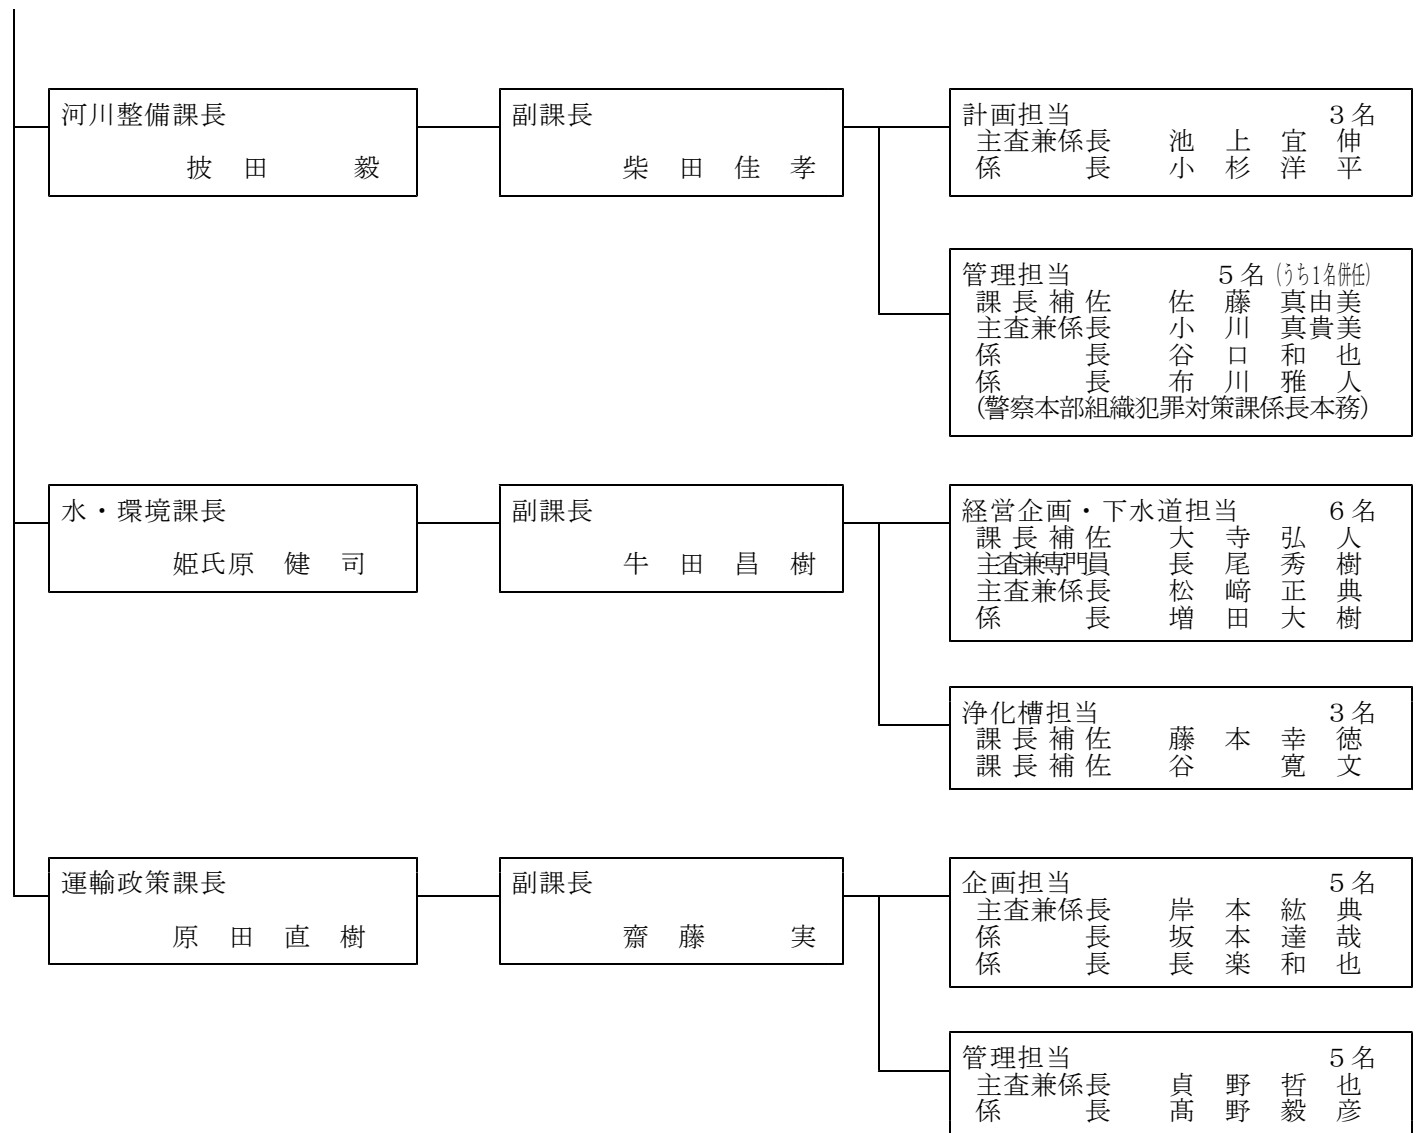 河川整備課長
披田　毅
副課長
柴田佳孝
計画担当　3名
主査兼係長　池上宜伸
係長　小杉洋平
管理担当　5名（うち1名併任）
課長補佐　佐藤真由美
主査兼係長　小川真貴美
係長　谷口和也
係長　布川雅人
（警察本部組織犯罪対策課係長本務）
水・環境課長
姫氏原健司
副課長
牛田昌樹
経営企画・下水道担当　6名
課長補佐　大寺弘人
主査兼専門員　長尾秀樹
主査兼係長　松﨑正典
係長　増田大樹
浄化槽担当　3名
課長補佐　藤本幸徳
課長補佐　谷　寛文
運輸政策課長
原田直樹
副課長
齋藤　実
企画担当　5名
主査兼係長　岸本紘典
係長　坂本達哉
係長　長楽和也
管理担当　5名
主査兼係長　貞野哲也
係長　髙野毅彦